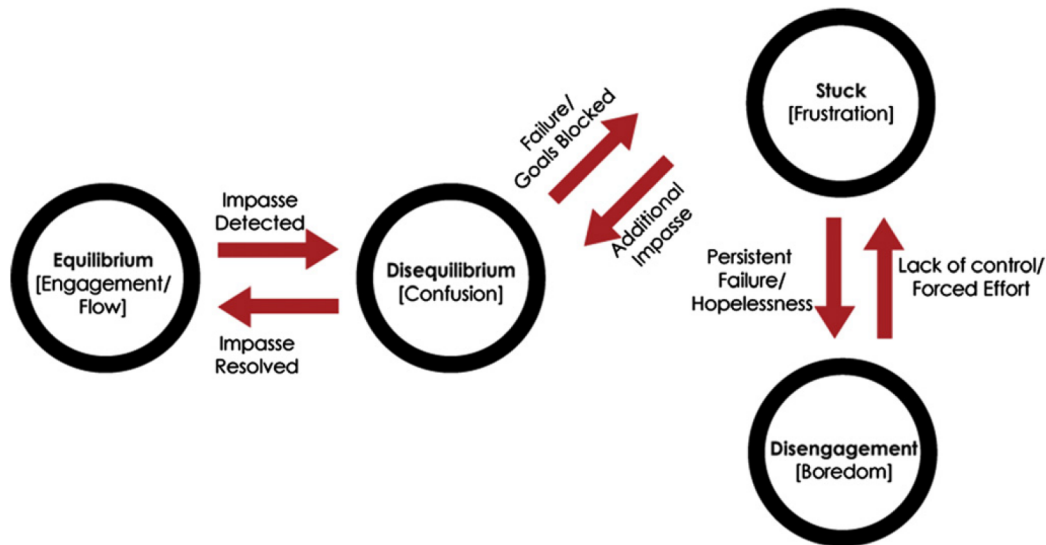 Equilibrium
[Engagement/
Flow]
Impasse
Detected
Impasse
Resolved
Disequilibrium
[Confusion]
Failure/
Goals Blocked
Additional
Impasse
Stuck
[Frustration]
Persistent
Failure/
Hopelessness
Lack of control/
Forced Effort
Disengagement
[Boredom]